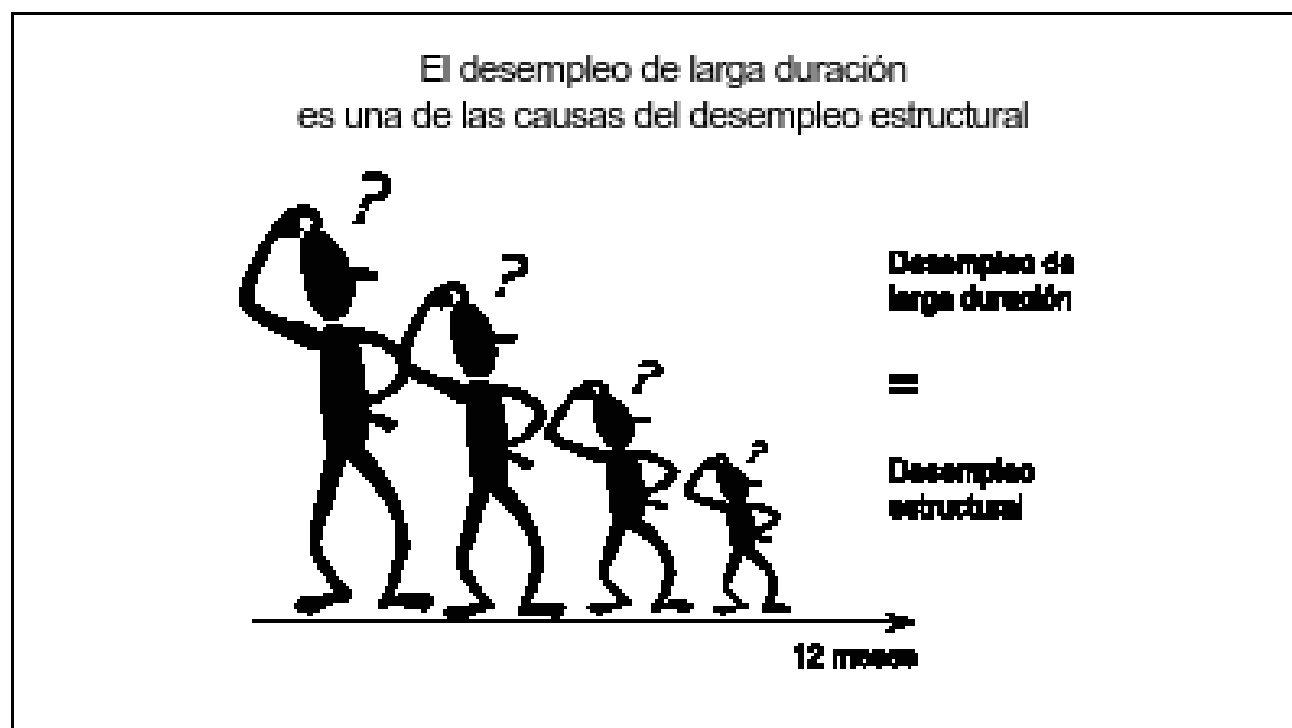 El desempleo de larga duración
es una de las causas del desempleo estructural
?
?
?
?
Desempleo de
larga duración
=
Desempleo
estructural
12 meses